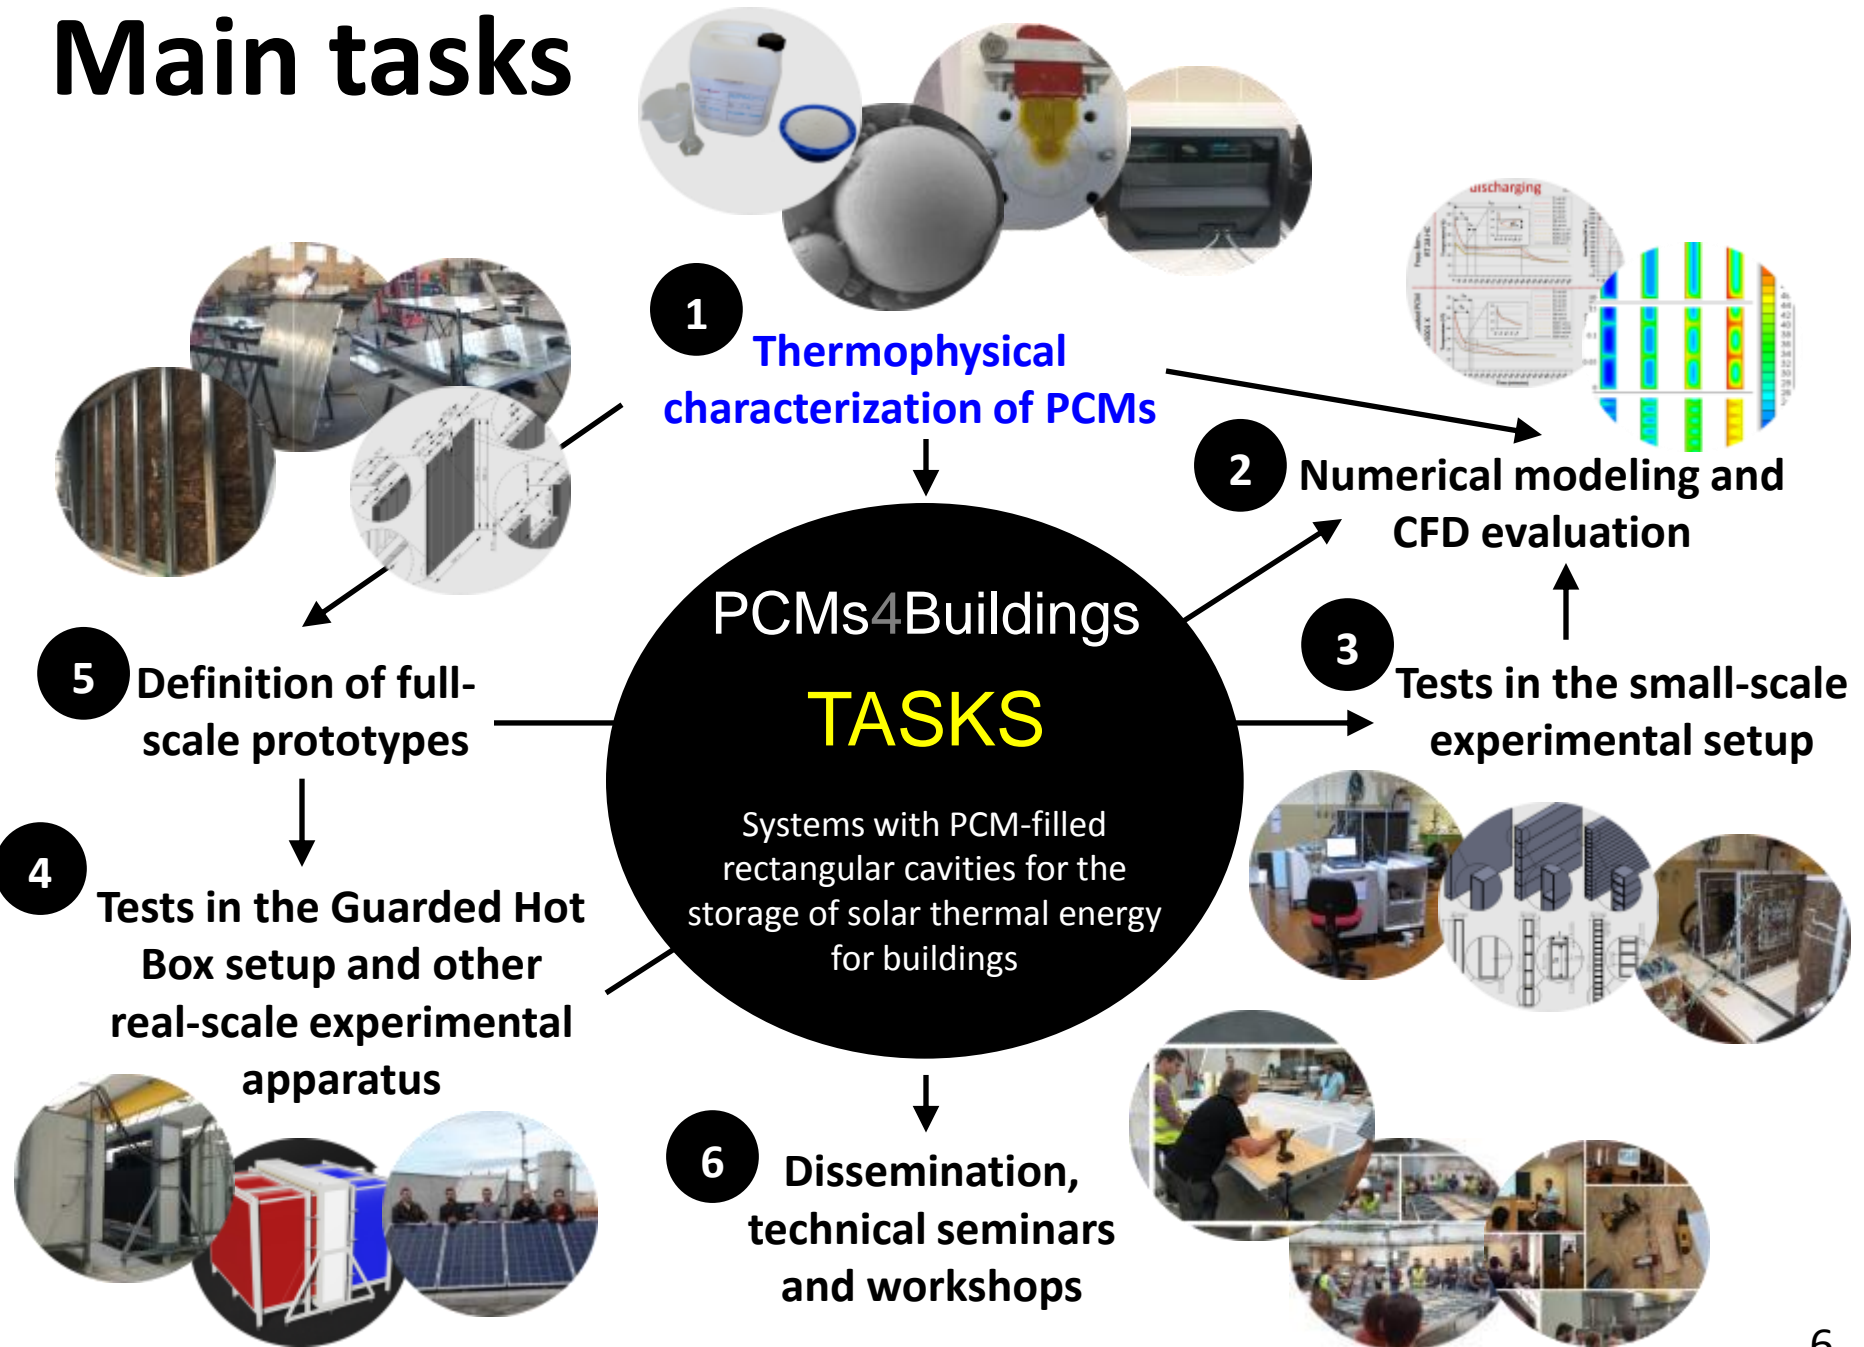 Main tasks
discharging
1
Thermophysical
characterization of PCMs
2
Numerical modeling and
CFD evaluation
3
Tests in the small-scale
experimental setup
PCMs4Buildings
TASKS
Systems with PCM-filled
rectangular cavities for the
storage of solar thermal energy
for buildings
5
Definition of full-
scale prototypes
4
Tests in the Guarded Hot
Box setup and other
real-scale experimental
apparatus
6
Dissemination,
technical seminars
and workshops
6